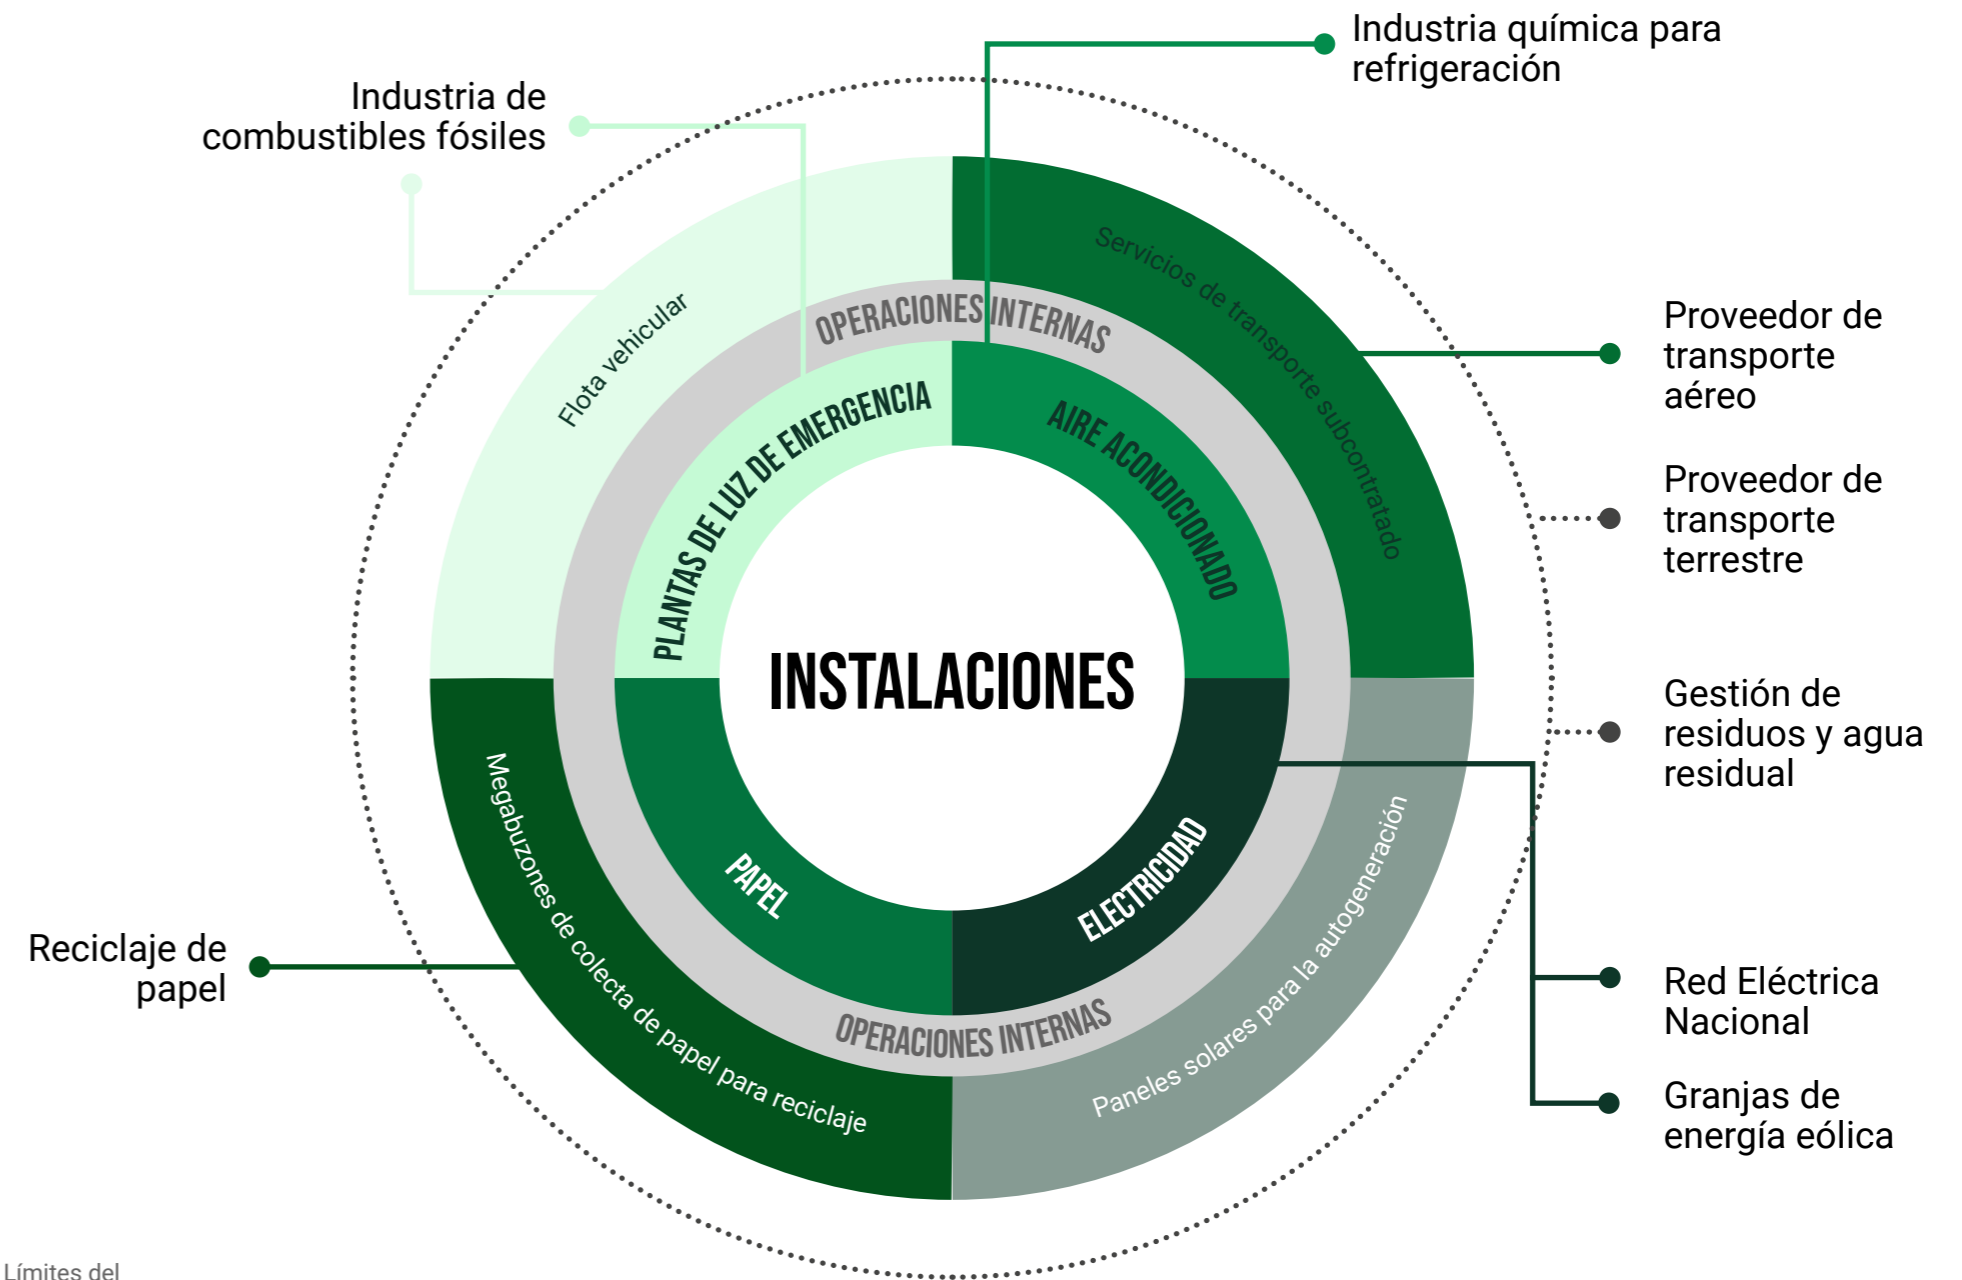 Industria química para
refrigeración
Industria de
combustibles fósiles
Servicios de transporte subcontratado
Flota vehicular
OPERACIONES INTERNAS
Proveedor de
transporte
aéreo
PLANTAS DE LUZ DE EMERGENCIA
AIRE ACONDICIONADO
Proveedor de
transporte
terrestre
INSTALACIONES
Gestión de
residuos y agua
residual
Megabuzones de colecta de papel para reciclaje
PAPEL
ELECTRICIDAD
Paneles solares para la autogeneración
Reciclaje de
papel
OPERACIONES INTERNAS
Red Eléctrica
Nacional
Granjas de
energía eólica
Límites del